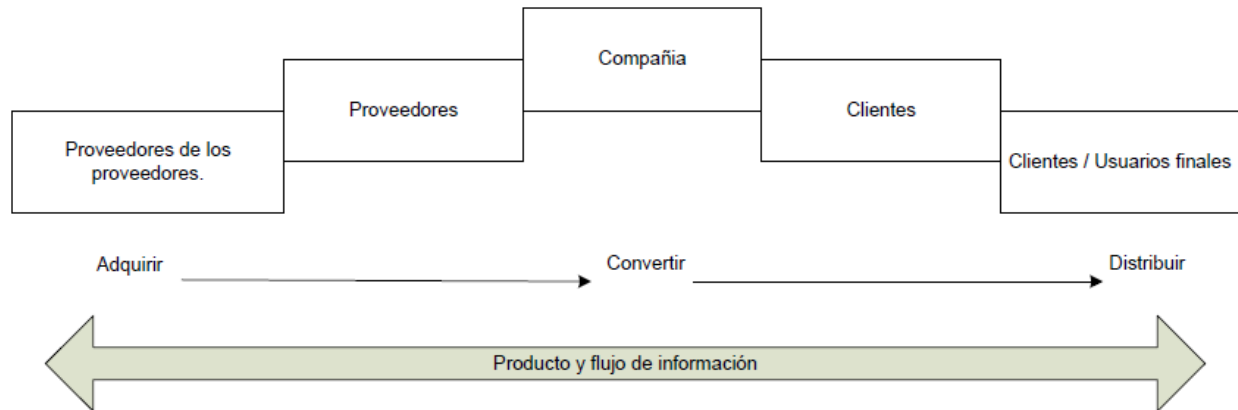 Compañia
Proveedores
Clientes
Proveedores de los
proveedores.
Clientes / Usuarios finales
Adquirir
Convertir
Distribuir
Producto y flujo de información